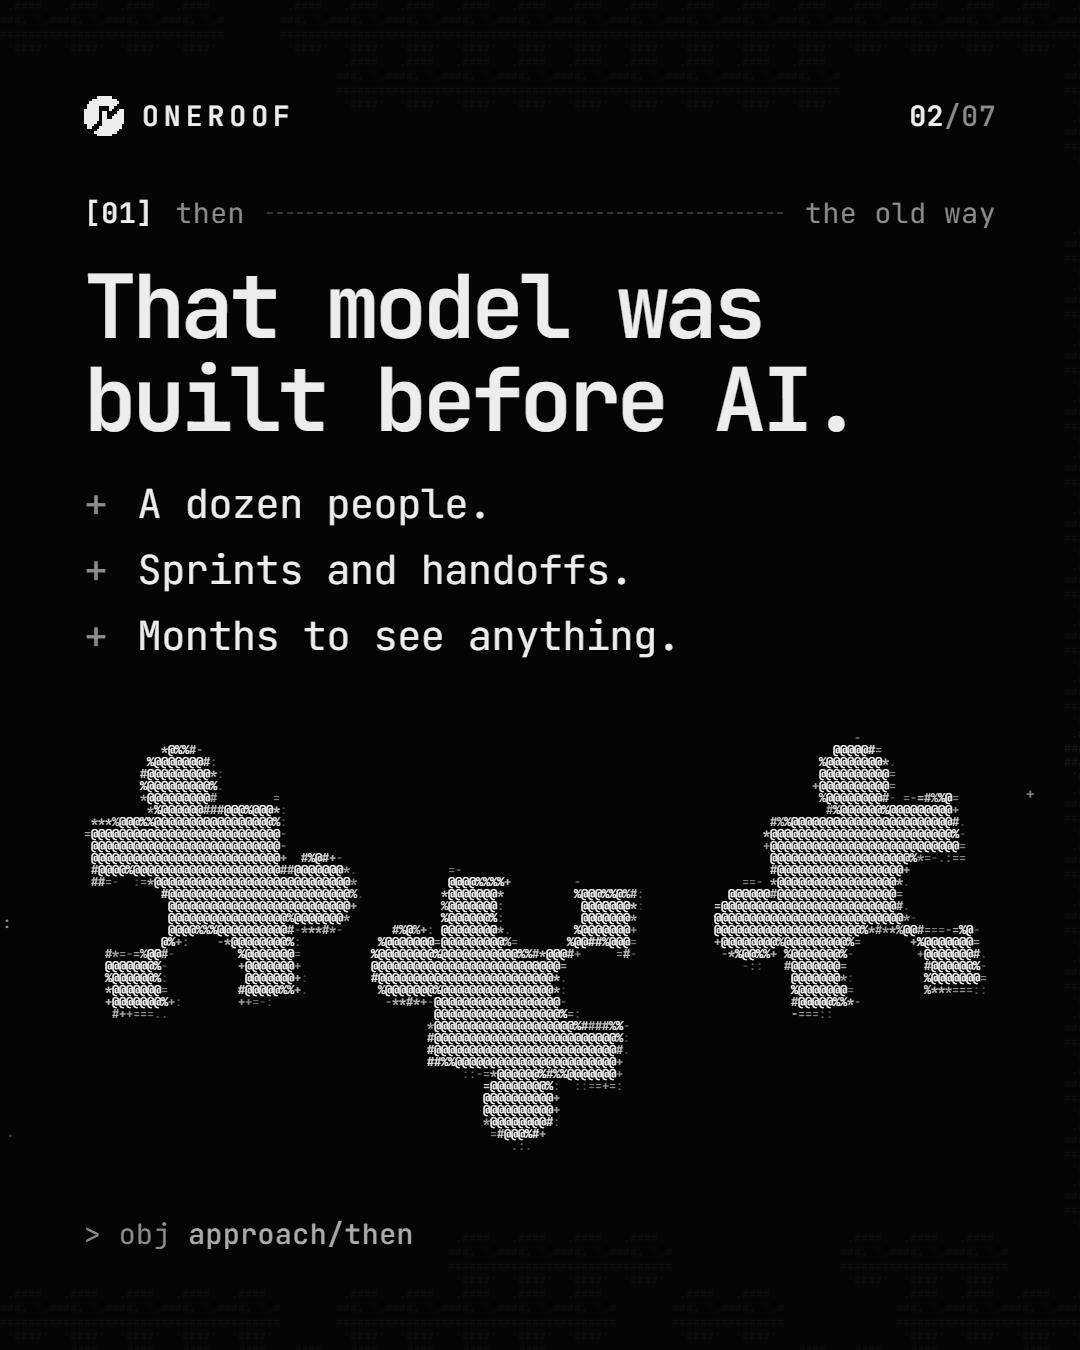 ONEROOF
02/07
[01] then
the old way
That model was
built before AI.
+ A dozen people.
+ Sprints and handoffs.
+ Months to see anything.
> obj approach/then